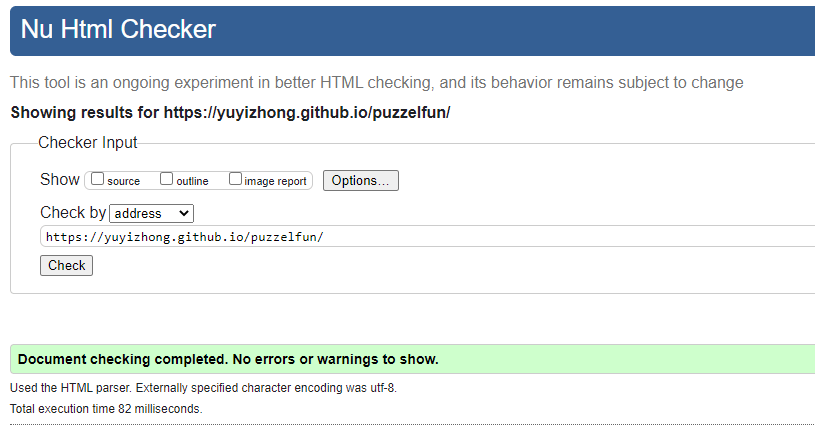 Nu Html Checker
This tool is an ongoing experiment in better HTML checking, and its behavior remains subject to change
Showing results for https://yuyizhong.github.io/puzzelfun/
Checker Input
Show source outline image report Options...
Check by address
https://yuyizhong.github.io/puzzelfun/
Check
Document checking completed. No errors or warnings to show.
Used the HTML parser. Externally specified character encoding was utf-8.
Total execution time 82 milliseconds.